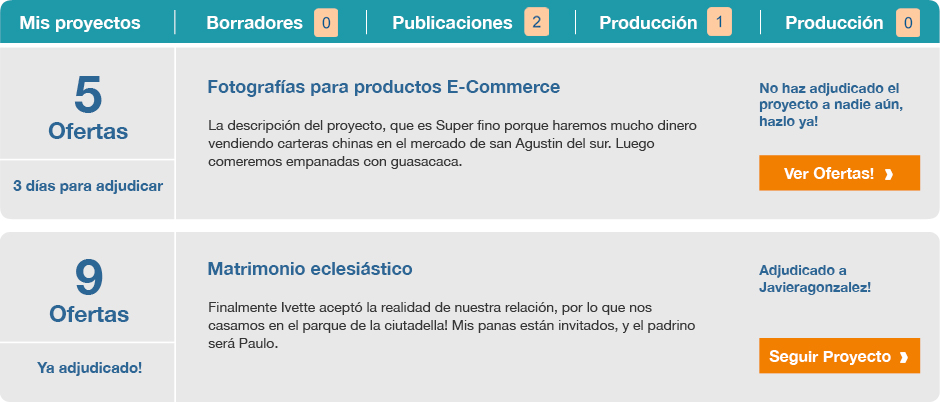 Mis proyectos Borradores 0 Publicaciones 2 Producción 1 Producción 0
5
Ofertas
3 días para adjudicar
Fotografías para productos E-Commerce
La descripción del proyecto, que es Super fino porque haremos mucho dinero
vendiendo carteras chinas en el mercado de san Agustin del sur. Luego
comeremos empanadas con guasacaca.
No haz adjudicado el
proyecto a nadie aún,
hazlo ya!
Ver Ofertas!
9
Ofertas
Ya adjudicado!
Matrimonio eclesiástico
Finalmente Ivette aceptó la realidad de nuestra relación, por lo que nos
casamos en el parque de la ciutadella! Mis panas están invitados, y el padrino
será Paulo.
Adjudicado a
Javieragonzalez!
Seguir Proyecto